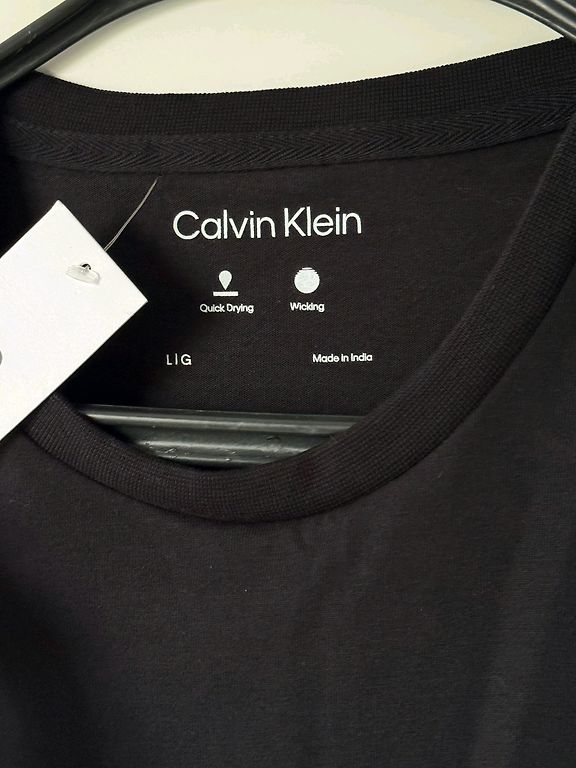 Calvin Klein
Quick Drying Wicking
L|G Made In India